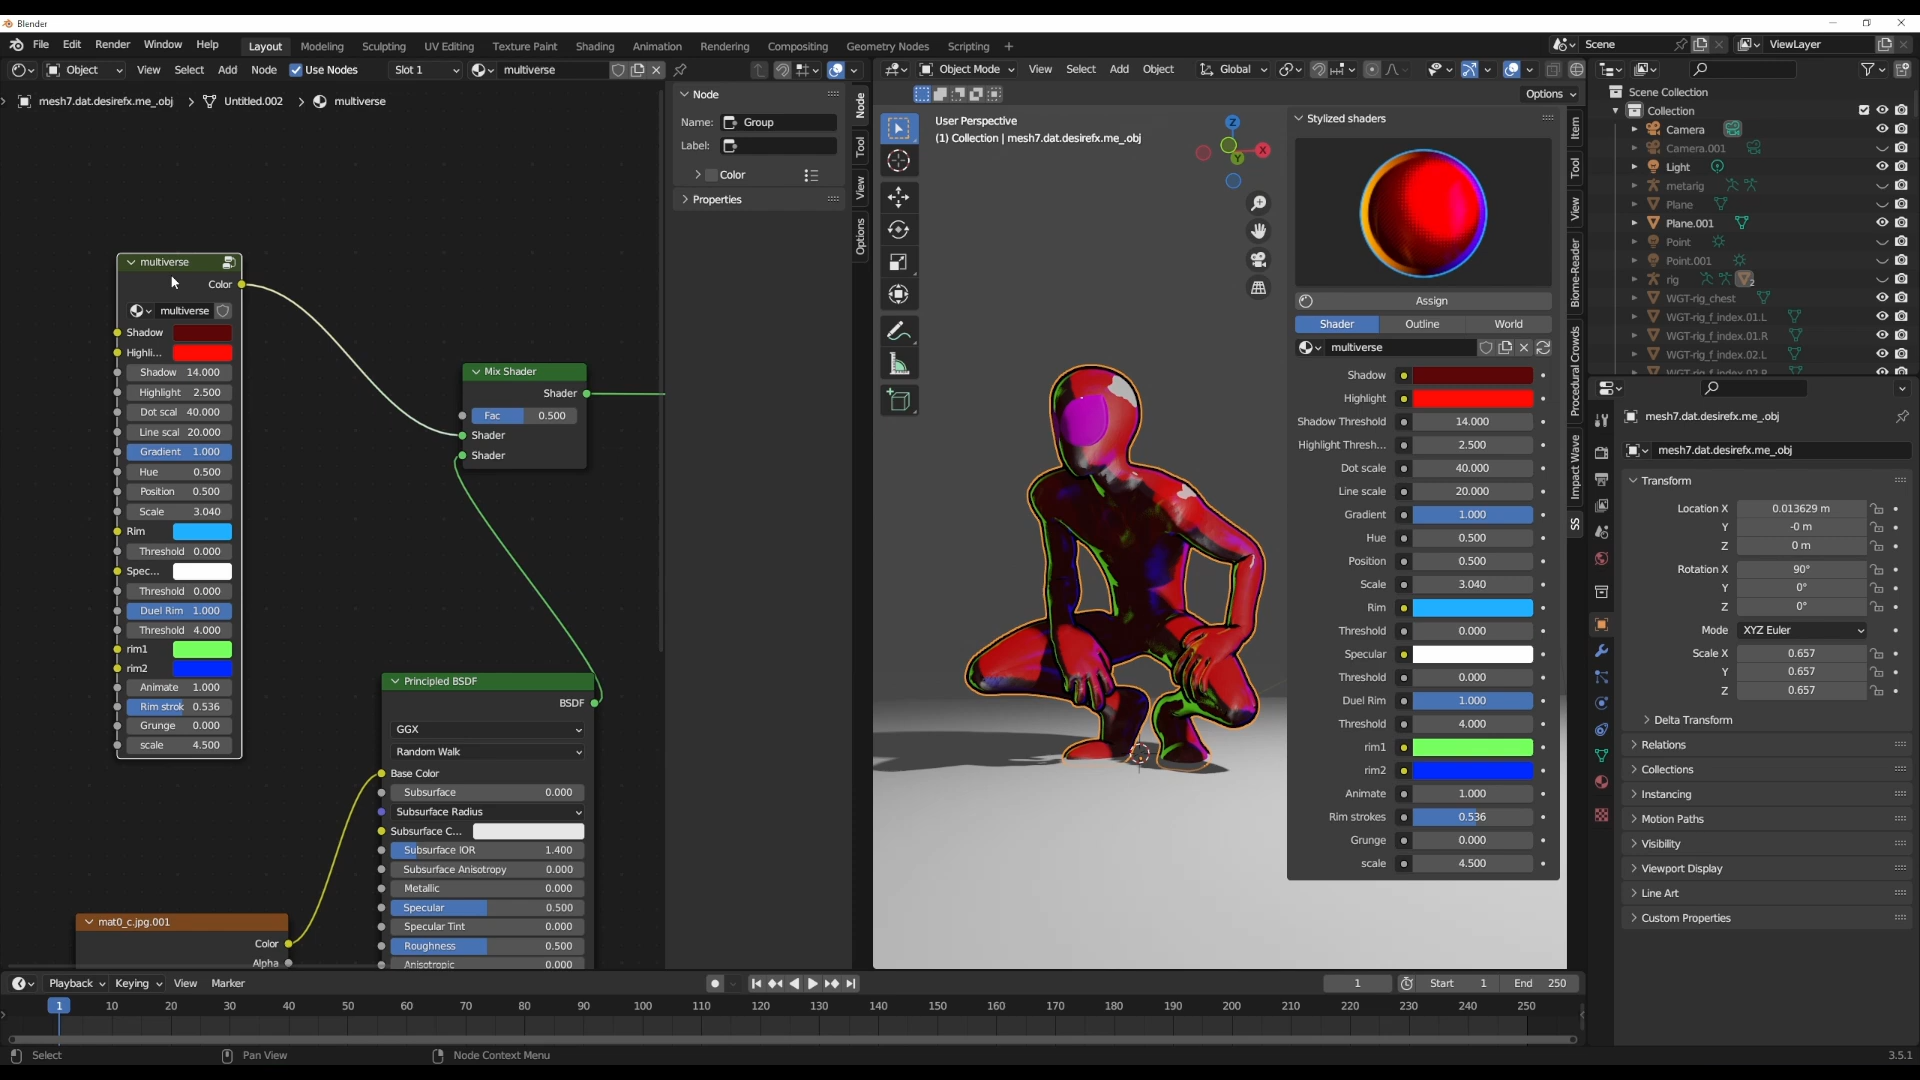 Blender
File Edit Render Window Help Layout Modeling Sculpting UV Editing Texture Paint Shading Animation Rendering Compositing Geometry Nodes Scripting + Scene ViewLayer
Object View Select Add Node Use Nodes Slot 1 multiverse
mesh7.dat.desirefx.me_.obj Untitled.002 multiverse
Node
Name: Group
Label:
Color
Properties
Node
Tool
View
Options
multiverse
Color
multiverse
Shadow
Highli...
Shadow 14.000
Highlight 2.500
Dot scal 40.000
Line scal 20.000
Gradient 1.000
Hue 0.500
Position 0.500
Scale 3.040
Rim
Threshold 0.000
Spec...
Threshold 0.000
Duel Rim 1.000
Threshold 4.000
rim1
rim2
Animate 1.000
Rim strok 0.536
Grunge 0.000
scale 4.500
Mix Shader
Shader
Fac 0.500
Shader
Shader
Principled BSDF
BSDF
GGX
Random Walk
Base Color
Subsurface 0.000
Subsurface Radius
Subsurface C...
Subsurface IOR 1.400
Subsurface Anisotropy 0.000
Metallic 0.000
Specular 0.500
Specular Tint 0.000
Roughness 0.500
Anisotropic 0.000
mat0_c.jpg.001
Color
Alpha
Object Mode View Select Add Object Global
Options
User Perspective
(1) Collection | mesh7.dat.desirefx.me_.obj
Z
X
Y
Stylized shaders
Assign
Shader Outline World
multiverse
Shadow
Highlight
Shadow Threshold 14.000
Highlight Thresh... 2.500
Dot scale 40.000
Line scale 20.000
Gradient 1.000
Hue 0.500
Position 0.500
Scale 3.040
Rim
Threshold 0.000
Specular
Threshold 0.000
Duel Rim 1.000
Threshold 4.000
rim1
rim2
Animate 1.000
Rim strokes 0.536
Grunge 0.000
scale 4.500
Item
Tool
View
Biome-Reader
Procedural Crowds
Impact Wave
SS
Scene Collection
Collection
Camera
Camera.001
Light
metarig
Plane
Plane.001
Point
Point.001
rig 2
WGT-rig_chest
WGT-rig_f_index.01.L
WGT-rig_f_index.01.R
WGT-rig_f_index.02.L
WGT-rig_f_index.02.R
mesh7.dat.desirefx.me_.obj
mesh7.dat.desirefx.me_.obj
Transform
Location X 0.013629 m
Y -0 m
Z 0 m
Rotation X 90°
Y 0°
Z 0°
Mode XYZ Euler
Scale X 0.657
Y 0.657
Z 0.657
Delta Transform
Relations
Collections
Instancing
Motion Paths
Visibility
Viewport Display
Line Art
Custom Properties
Playback Keying View Marker 1 Start 1 End 250
1 10 20 30 40 50 60 70 80 90 100 110 120 130 140 150 160 170 180 190 200 210 220 230 240 250
Select Pan View Node Context Menu 3.5.1